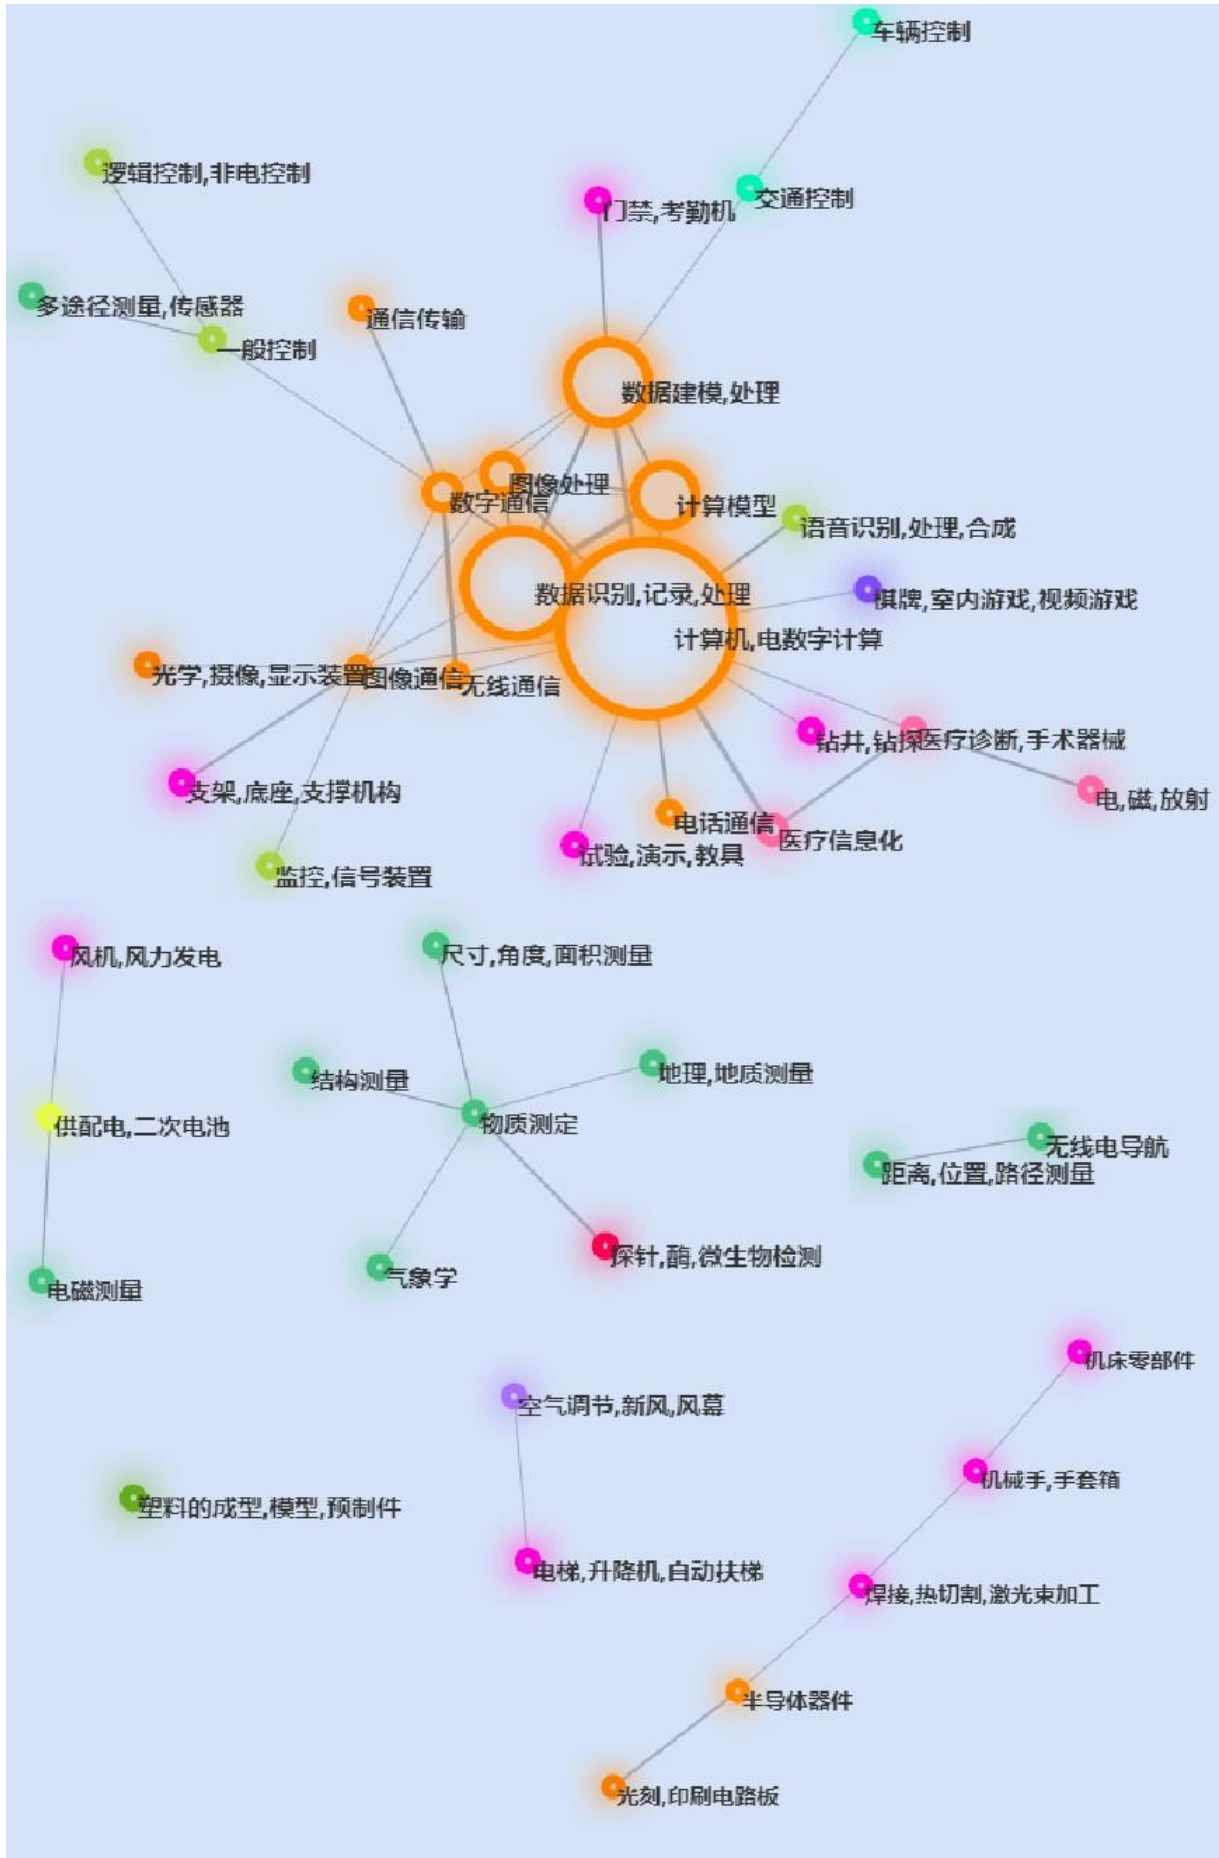 车辆控制
逻辑控制,非电控制
交通控制
门禁,考勤机
多途径测量,传感器
通信传输
一般控制
数据建模,处理
图像处理
数字通信
计算模型
语音识别,处理,合成
数据识别,记录,处理
棋牌,室内游戏,视频游戏
计算机,电数字计算
光学,摄像,显示装置
图像通信
无线通信
钻井,钻探
医疗诊断,手术器械
支架,底座,支撑机构
电,磁,放射
电话通信
医疗信息化
试验,演示,教具
监控,信号装置
风机,风力发电
尺寸,角度,面积测量
结构测量
地理,地质测量
供配电,二次电池
物质测定
无线电导航
距离,位置,路径测量
探针,酶,微生物检测
气象学
电磁测量
机床零部件
空气调节,新风,风幕
机械手,手套箱
塑料的成型,模型,预制件
电梯,升降机,自动扶梯
焊接,热切割,激光束加工
半导体器件
光刻,印刷电路板